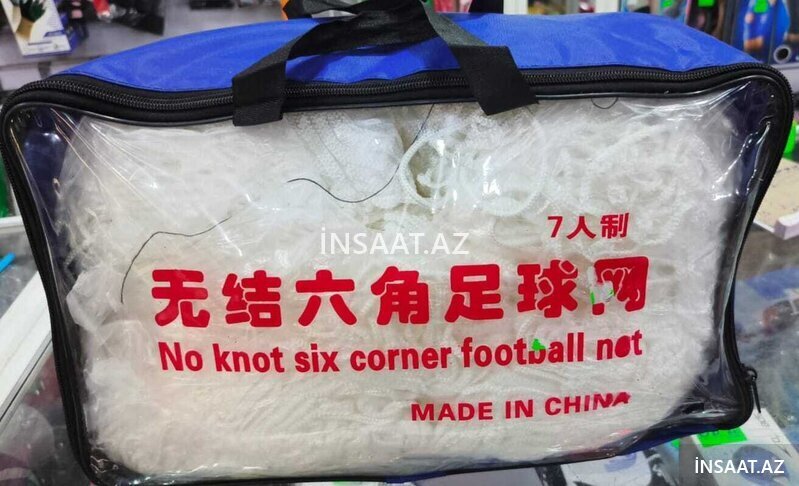 7人制
İNSAAT.AZ
无结六角足球网
No knot six corner football net
MADE IN CHINA
İNSAAT.AZ